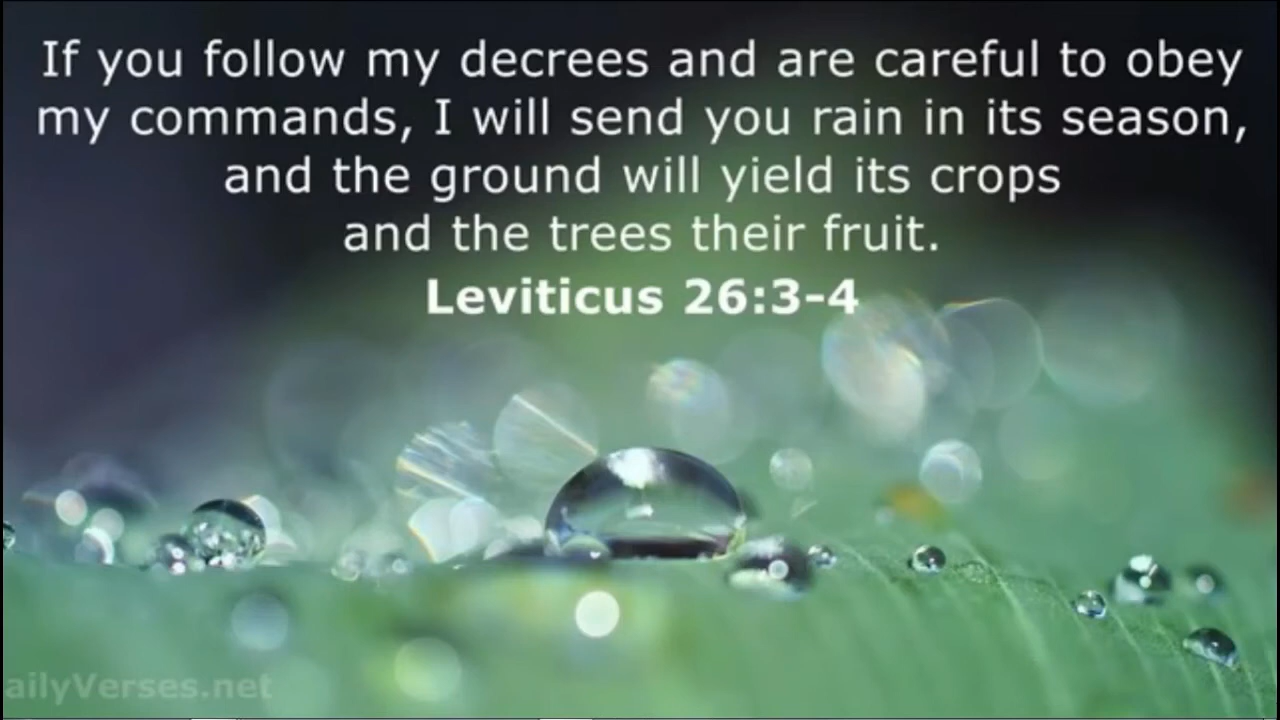 If you follow my decrees and are careful to obey
my commands, I will send you rain in its season,
and the ground will yield its crops
and the trees their fruit.
Leviticus 26:3-4
ailyVerses.net